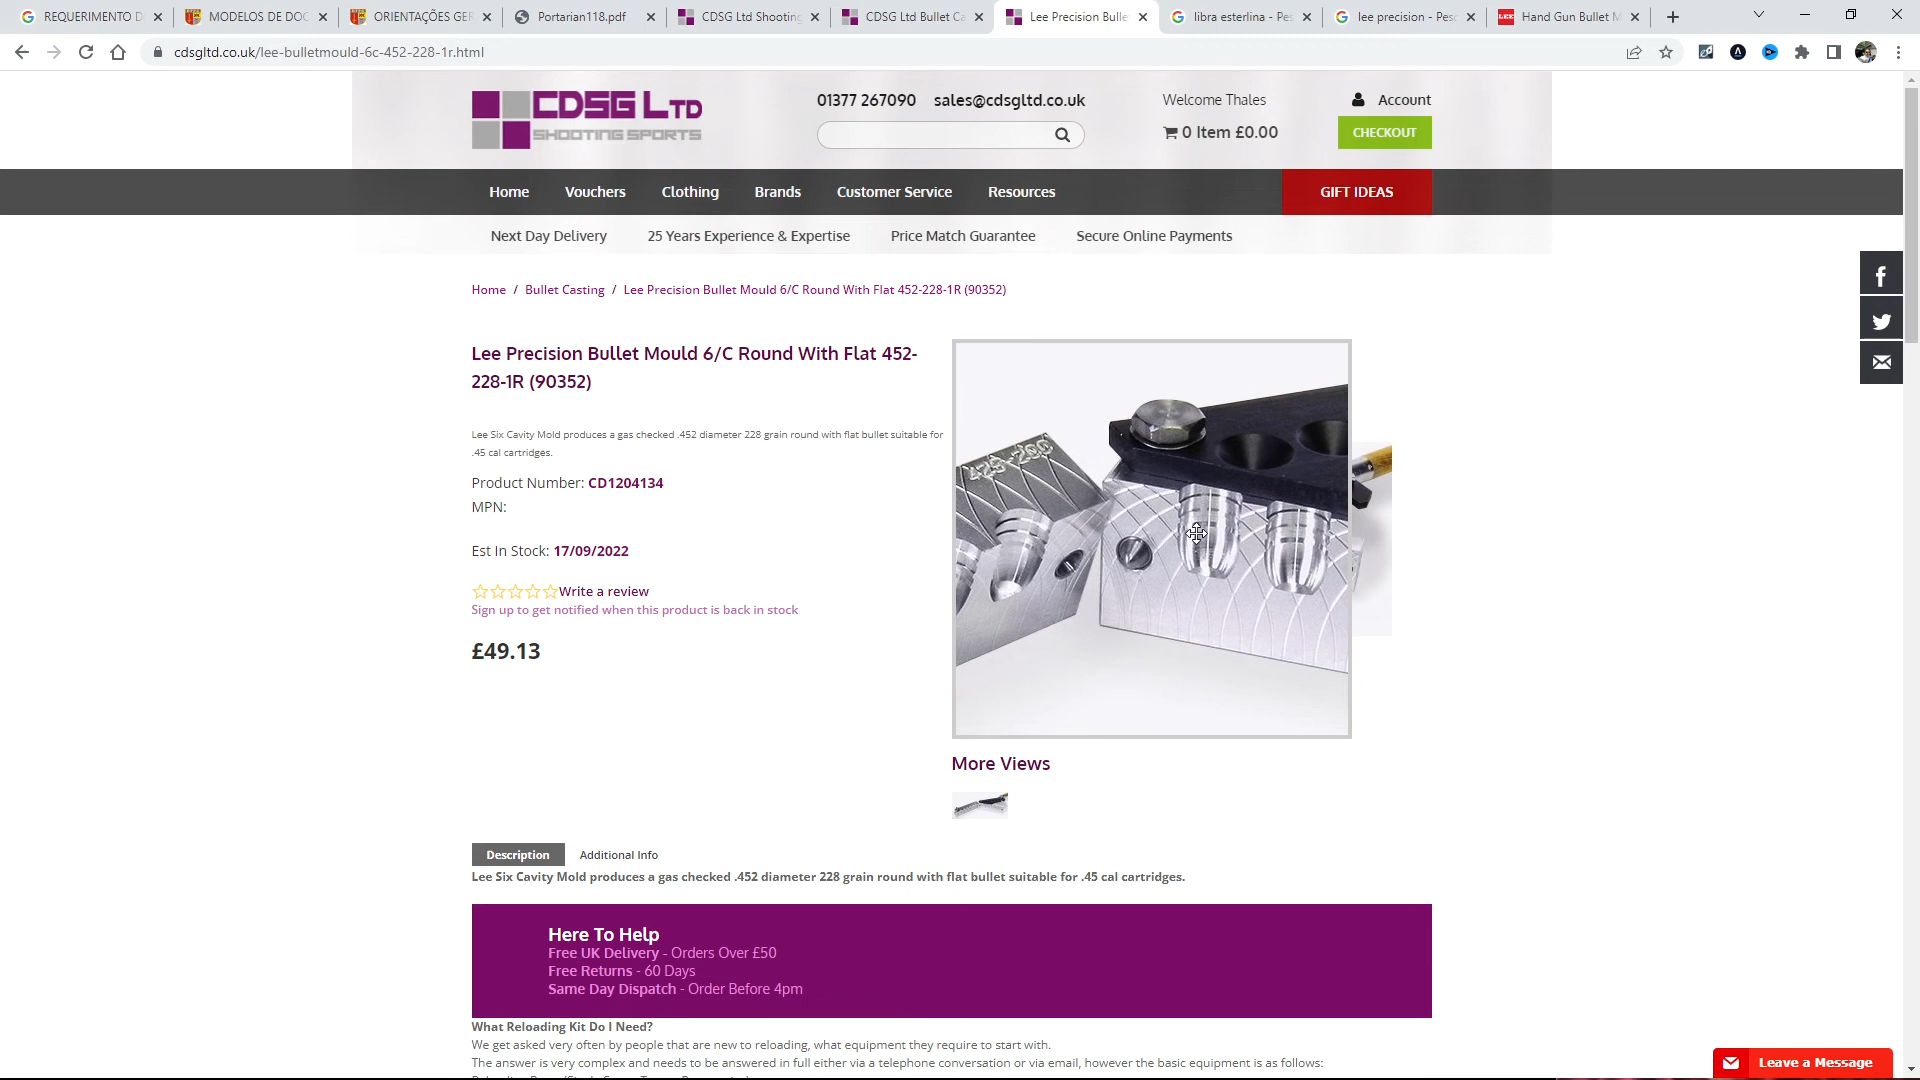 REQUERIMENTO D
MODELOS DE DOC
ORIENTAÇÕES GER
Portarian118.pdf
CDSG Ltd Shooting
CDSG Ltd Bullet Ca
Lee Precision Bulle
libra esterlina - Pes
lee precision - Pesq
LEE
Hand Gun Bullet M
cdsgltd.co.uk/lee-bulletmould-6c-452-228-1r.html
CDSG LTD
SHOOTING SPORTS
01377 267090 sales@cdsgltd.co.uk
Welcome Thales
Account
0 Item £0.00
CHECKOUT
Home
Vouchers
Clothing
Brands
Customer Service
Resources
GIFT IDEAS
Next Day Delivery
25 Years Experience & Expertise
Price Match Guarantee
Secure Online Payments
Home / Bullet Casting / Lee Precision Bullet Mould 6/C Round With Flat 452-228-1R (90352)
Lee Precision Bullet Mould 6/C Round With Flat 452-
228-1R (90352)
Lee Six Cavity Mold produces a gas checked .452 diameter 228 grain round with flat bullet suitable for
.45 cal cartridges.
Product Number: CD1204134
MPN:
Est In Stock: 17/09/2022
Write a review
Sign up to get notified when this product is back in stock
£49.13
429-200
More Views
Description
Additional Info
Lee Six Cavity Mold produces a gas checked .452 diameter 228 grain round with flat bullet suitable for .45 cal cartridges.
Here To Help
Free UK Delivery - Orders Over £50
Free Returns - 60 Days
Same Day Dispatch - Order Before 4pm
What Reloading Kit Do I Need?
We get asked very often by people that are new to reloading, what equipment they require to start with.
The answer is very complex and needs to be answered in full either via a telephone conversation or via email, however the basic equipment is as follows:
Leave a Message